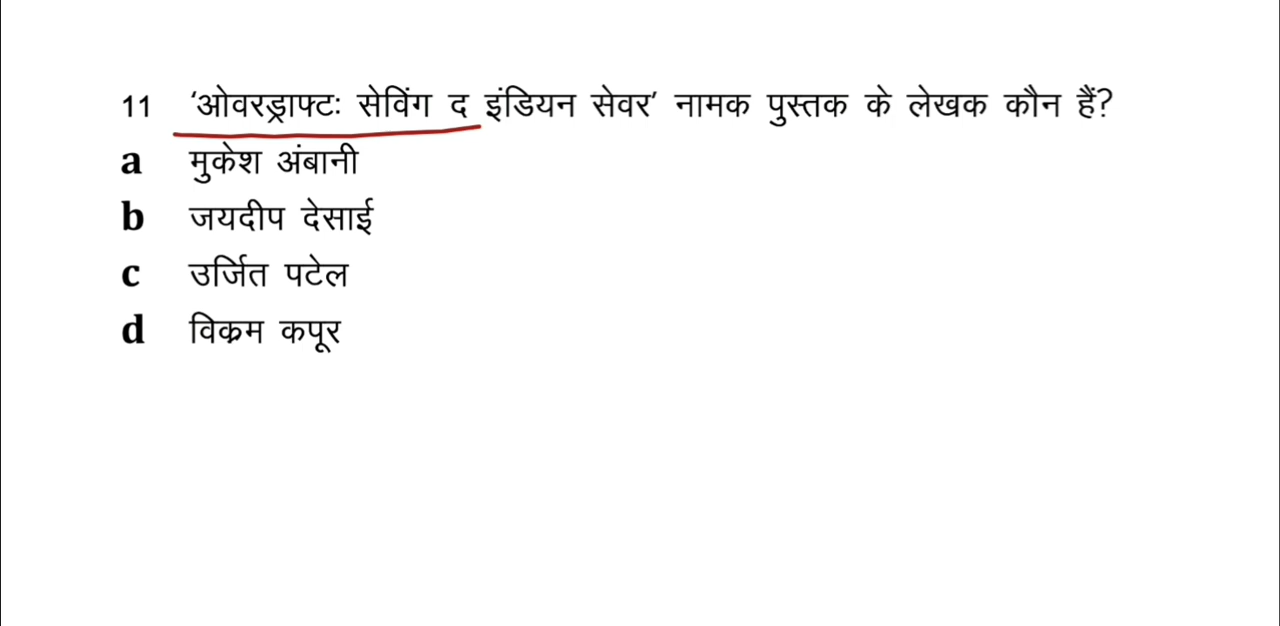 11 ‘ओवरड्राफ्टः सेविंग द इंडियन सेवर’ नामक पुस्तक के लेखक कौन हैं?
a मुकेश अंबानी
b जयदीप देसाई
c उर्जित पटेल
d विक्रम कपूर